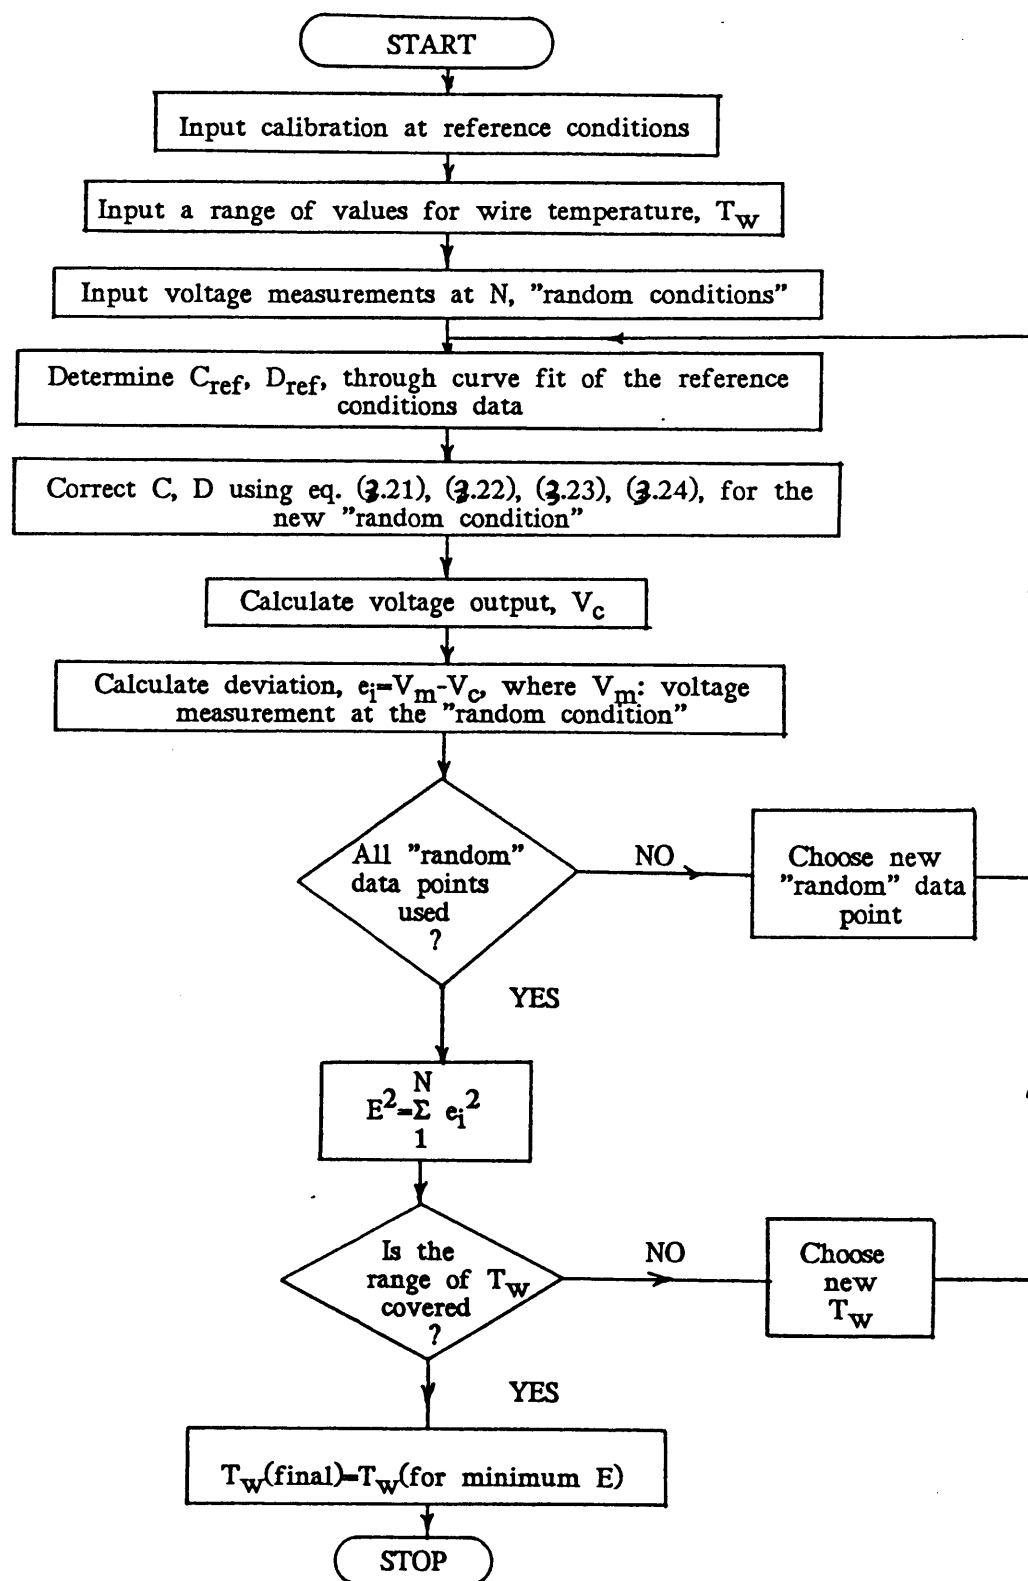 START
Input calibration at reference conditions
Input a range of values for wire temperature, T_w
Input voltage measurements at N, "random conditions"
Determine C_ref, D_ref, through curve fit of the reference
conditions data
Correct C, D using eq. (3.21), (3.22), (3.23), (3.24), for the
new "random condition"
Calculate voltage output, V_c
Calculate deviation, e_i=V_m-V_c, where V_m: voltage
measurement at the "random condition"
All "random"
data points
used
?
NO
Choose new
"random" data
point
YES
N
E²=Σ e_i²
1
Is the
range of T_w
covered
?
NO
Choose
new
T_w
YES
T_w(final)=T_w(for minimum E)
STOP